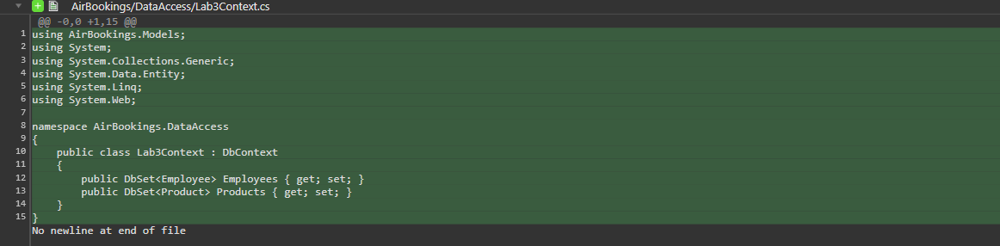 AirBookings/DataAccess/Lab3Context.cs
@@ -0,0 +1,15 @@
1 using AirBookings.Models;
2 using System;
3 using System.Collections.Generic;
4 using System.Data.Entity;
5 using System.Linq;
6 using System.Web;
7
8 namespace AirBookings.DataAccess
9 {
10     public class Lab3Context : DbContext
11     {
12         public DbSet<Employee> Employees { get; set; }
13         public DbSet<Product> Products { get; set; }
14     }
15 }
No newline at end of file